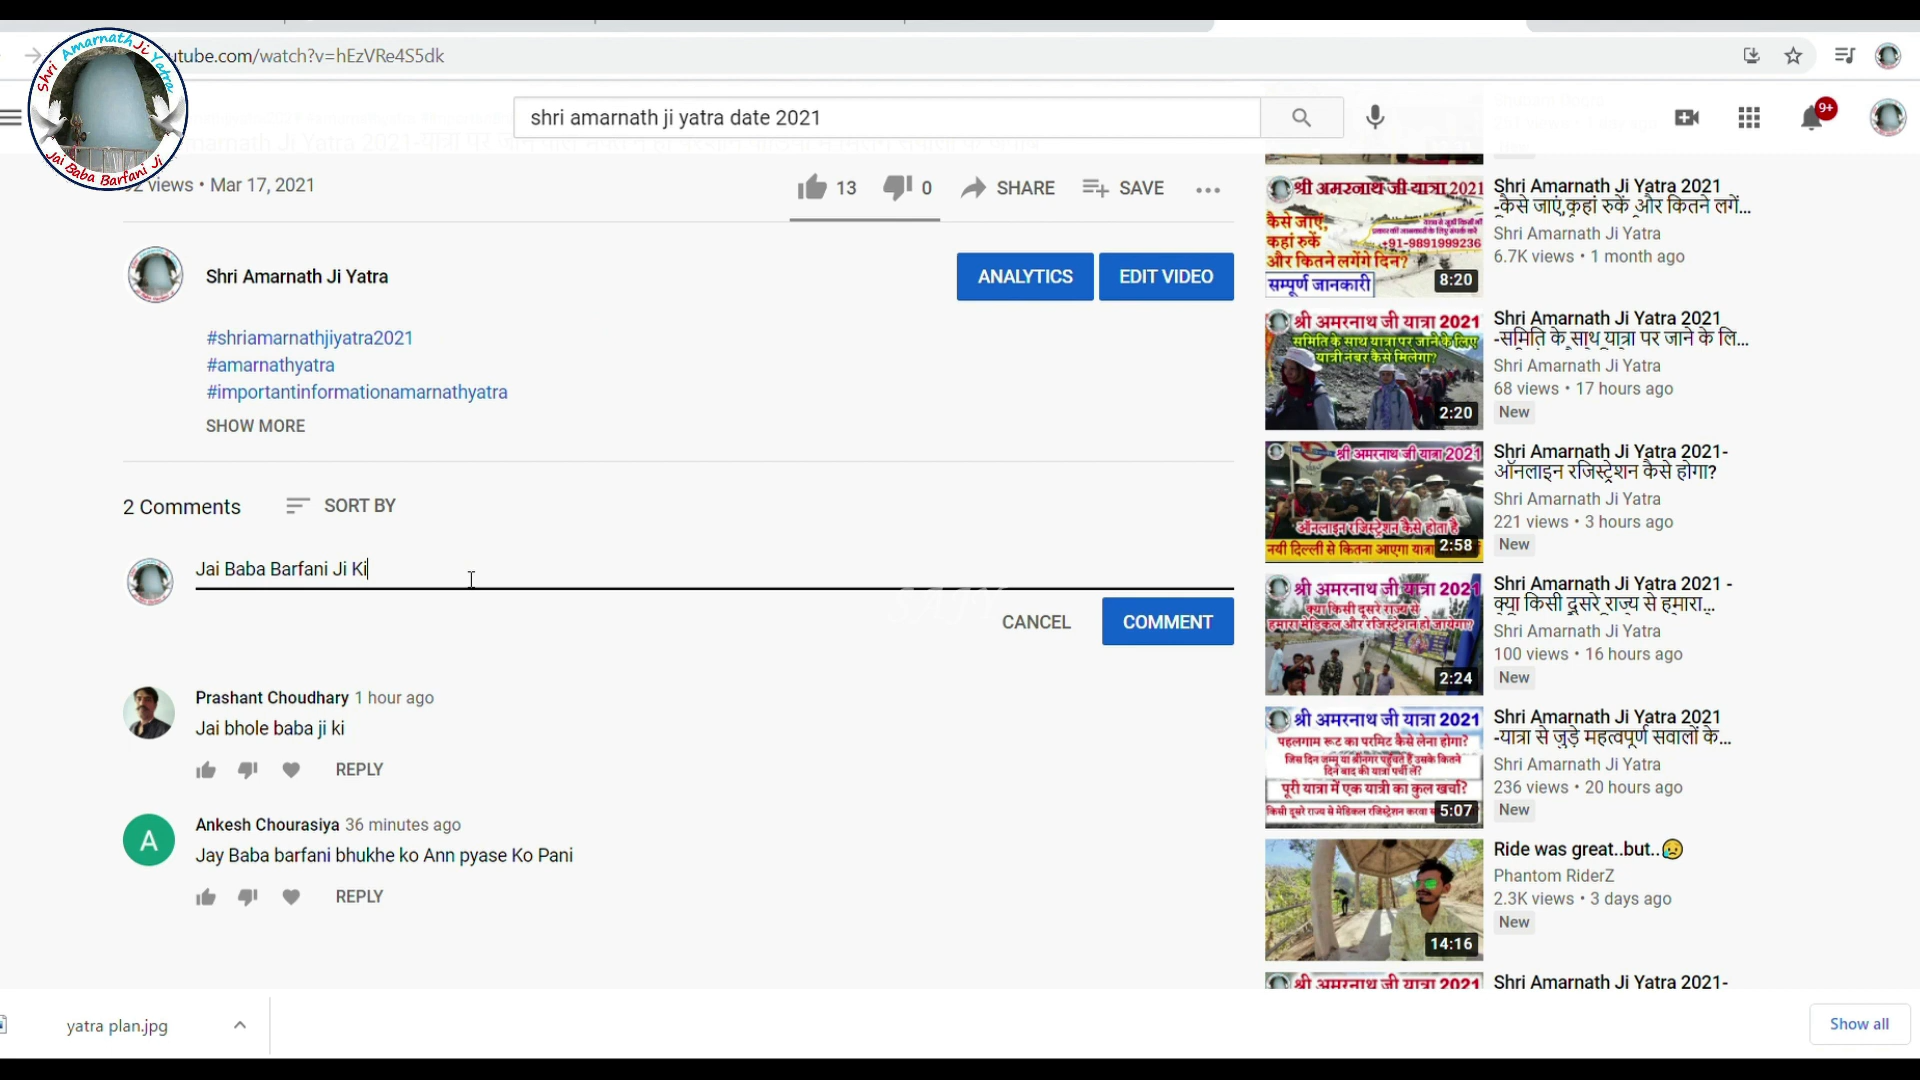 Shri Amarnath Ji Yatra
Jai Baba Barfani Ji
utube.com/watch?v=hEzVRe4S5dk
shri amarnath ji yatra date 2021
9+
views • Mar 17, 2021
13
0
SHARE
SAVE
Shri Amarnath Ji Yatra
ANALYTICS
EDIT VIDEO
#shriamarnathjiyatra2021
#amarnathyatra
#importantinformationamarnathyatra
SHOW MORE
2 Comments
SORT BY
Jai Baba Barfani Ji Ki
CANCEL
COMMENT
Prashant Choudhary 1 hour ago
Jai bhole baba ji ki
REPLY
A
Ankesh Chourasiya 36 minutes ago
Jay Baba barfani bhukhe ko Ann pyase Ko Pani
REPLY
श्री अमरनाथ जी यात्रा 2021
कैसे जाएं,
कहां रुकें
और कितने लगेंगे दिन?
सम्पूर्ण जानकारी
+91-9891999236
8:20
Shri Amarnath Ji Yatra 2021
-कैसे जाएं,कहां रुकें और कितने लगें...
Shri Amarnath Ji Yatra
6.7K views • 1 month ago
श्री अमरनाथ जी यात्रा 2021
समिति के साथ यात्रा पर जाने के लिए
यात्री नंबर कैसे मिलेगा?
2:20
Shri Amarnath Ji Yatra 2021
-समिति के साथ यात्रा पर जाने के लि...
Shri Amarnath Ji Yatra
68 views • 17 hours ago
New
श्री अमरनाथ जी यात्रा 2021
ऑनलाइन रजिस्ट्रेशन कैसे होता है
नयी दिल्ली से कितना आएगा यात्रा
2:58
Shri Amarnath Ji Yatra 2021-
ऑनलाइन रजिस्ट्रेशन कैसे होगा?
Shri Amarnath Ji Yatra
221 views • 3 hours ago
New
श्री अमरनाथ जी यात्रा 2021
क्या किसी दूसरे राज्य से
हमारा मेडिकल और रजिस्ट्रेशन हो जायेगा?
2:24
Shri Amarnath Ji Yatra 2021 -
क्या किसी दूसरे राज्य से हमारा...
Shri Amarnath Ji Yatra
100 views • 16 hours ago
New
श्री अमरनाथ जी यात्रा 2021
पहलगाम रूट का परमिट कैसे लेना होगा?
जिस दिन जम्मू या श्रीनगर पहुंचते हैं उसके कितने
दिन बाद की यात्रा पर्ची लें?
पूरी यात्रा में एक यात्री का कुल खर्चा?
किसी दूसरे राज्य से मेडिकल रजिस्ट्रेशन करवा
5:07
Shri Amarnath Ji Yatra 2021
-यात्रा से जुड़े महत्वपूर्ण सवालों के...
Shri Amarnath Ji Yatra
236 views • 20 hours ago
New
14:16
Ride was great..but..😥
Phantom RiderZ
2.3K views • 3 days ago
New
श्री अमरनाथ जी यात्रा 2021
Shri Amarnath Ji Yatra 2021-
yatra plan.jpg
Show all